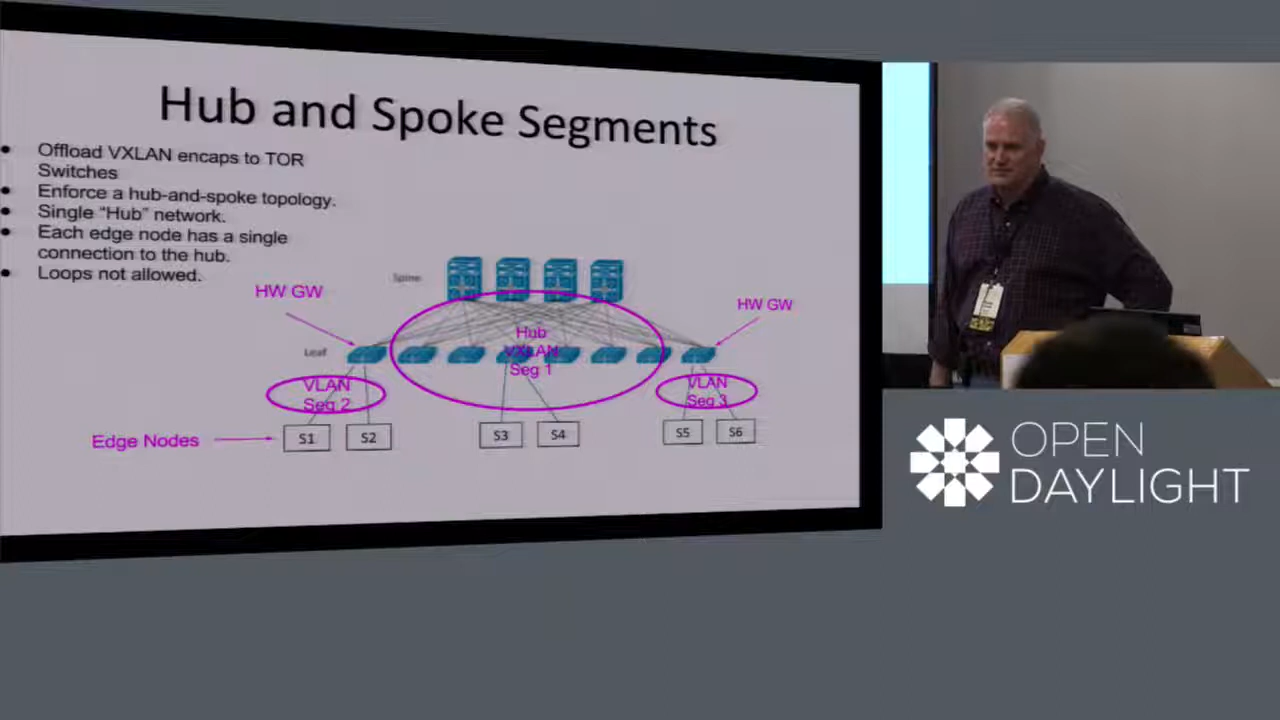 Hub and Spoke Segments
Offload VXLAN encaps to TOR
Switches
Enforce a hub-and-spoke topology.
Single “Hub” network.
Each edge node has a single
connection to the hub.
Loops not allowed.
Spine
HW GW
HW GW
Hub
VXLAN
Seg 1
Leaf
VLAN
Seg 2
VLAN
Seg 3
Edge Nodes
S1
S2
S3
S4
S5
S6
OPEN
DAYLIGHT